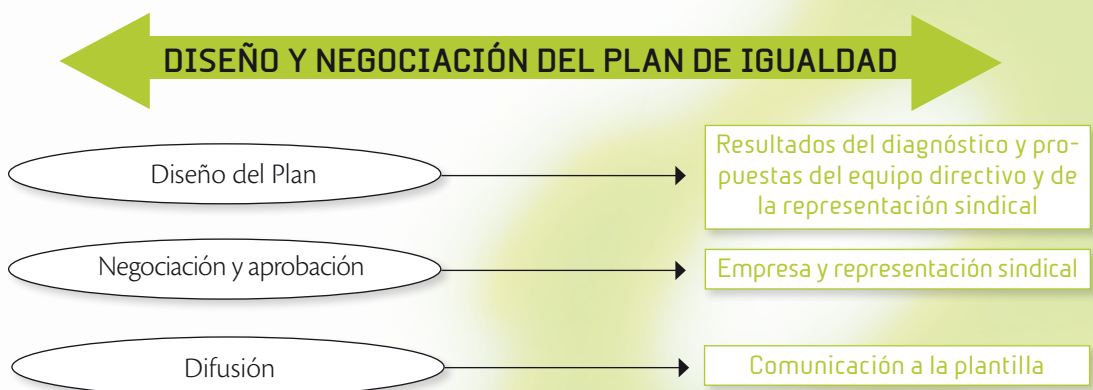 DISEÑO Y NEGOCIACIÓN DEL PLAN DE IGUALDAD
Diseño del Plan
Resultados del diagnóstico y pro-
puestas del equipo directivo y de
la representación sindical
Negociación y aprobación
Empresa y representación sindical
Difusión
Comunicación a la plantilla